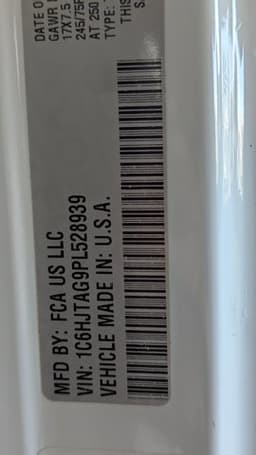 MFD BY: FCA US LLC
VIN: 1C6HJTAG9PL528939
VEHICLE MADE IN: U.S.A.
DATE O
GAWR
17X7.5
245/75R
AT 250
TYPE:
THIS